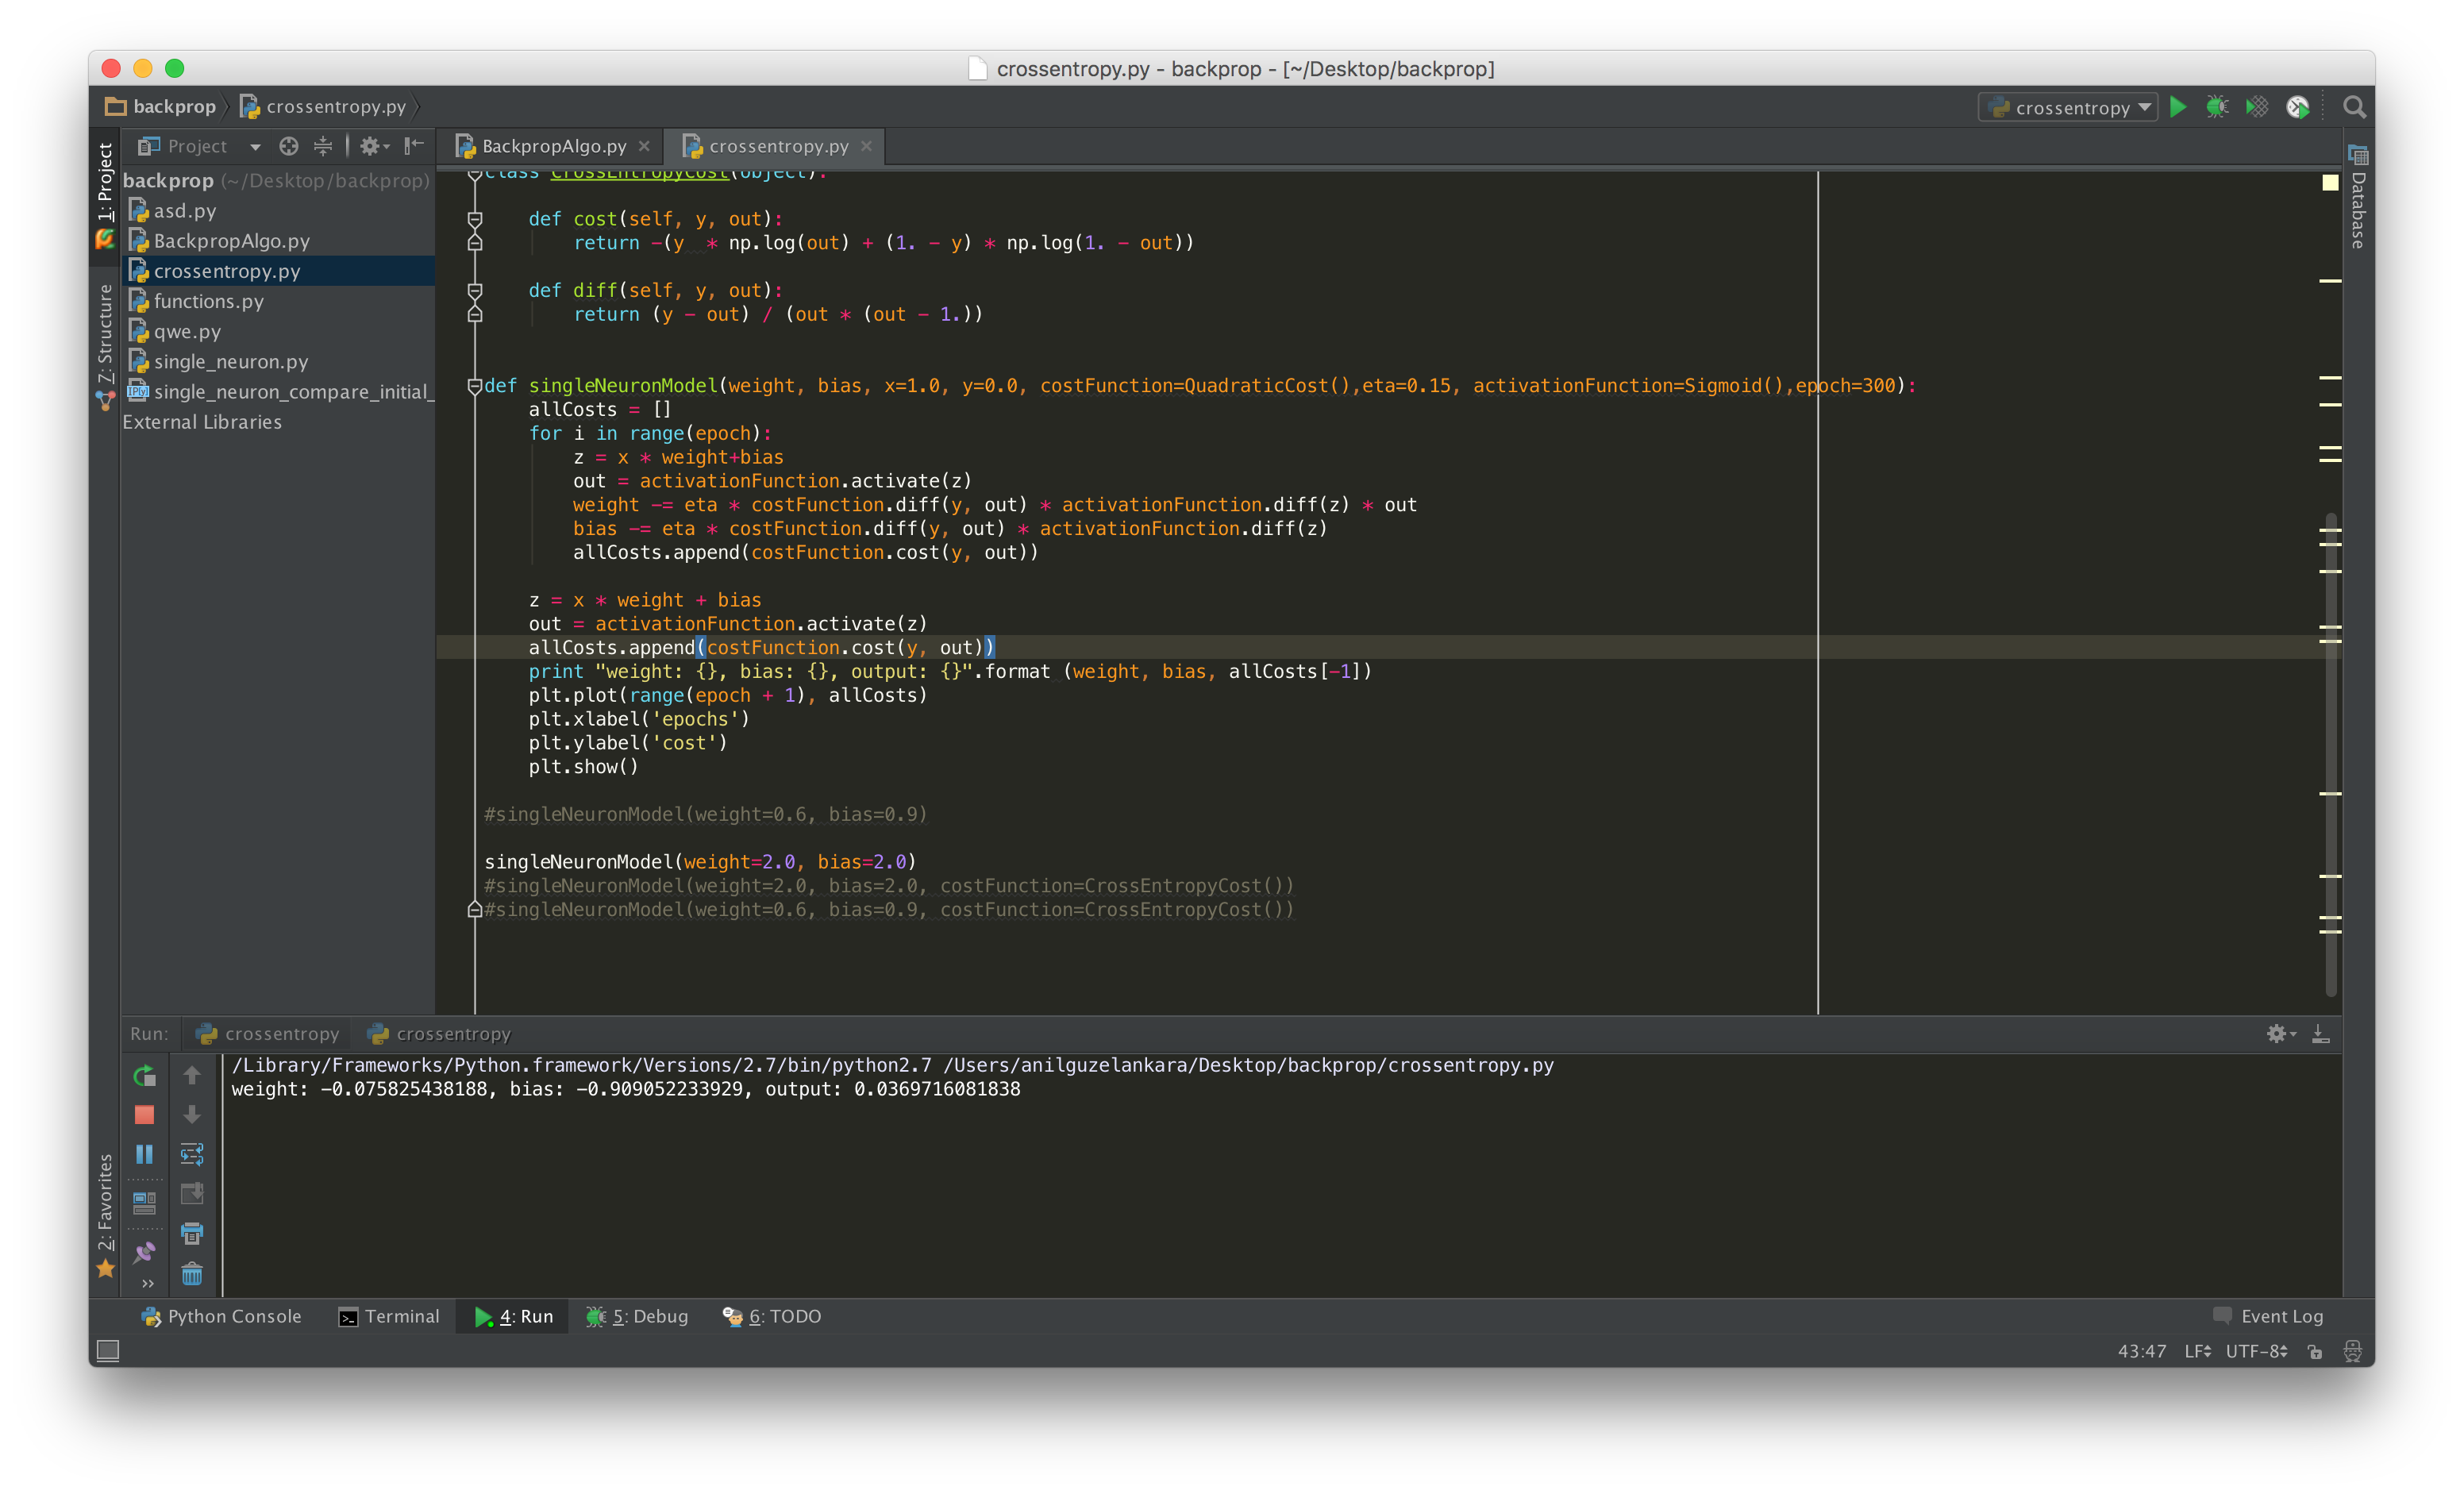 crossentropy.py - backprop - [~/Desktop/backprop]
backprop crossentropy.py
crossentropy
1: Project
7: Structure
2: Favorites
Database
Project
BackpropAlgo.py
crossentropy.py
backprop (~/Desktop/backprop)
asd.py
BackpropAlgo.py
crossentropy.py
functions.py
qwe.py
single_neuron.py
single_neuron_compare_initial_
External Libraries
class CrossEntropyCost(object):
def cost(self, y, out):
return -(y  * np.log(out) + (1. - y) * np.log(1. - out))
def diff(self, y, out):
return (y - out) / (out * (out - 1.))
def singleNeuronModel(weight, bias, x=1.0, y=0.0, costFunction=QuadraticCost(),eta=0.15, activationFunction=Sigmoid(),epoch=300):
allCosts = []
for i in range(epoch):
z = x * weight+bias
out = activationFunction.activate(z)
weight -= eta * costFunction.diff(y, out) * activationFunction.diff(z) * out
bias -= eta * costFunction.diff(y, out) * activationFunction.diff(z)
allCosts.append(costFunction.cost(y, out))
z = x * weight + bias
out = activationFunction.activate(z)
allCosts.append(costFunction.cost(y, out))
print "weight: {}, bias: {}, output: {}".format (weight, bias, allCosts[-1])
plt.plot(range(epoch + 1), allCosts)
plt.xlabel('epochs')
plt.ylabel('cost')
plt.show()
#singleNeuronModel(weight=0.6, bias=0.9)
singleNeuronModel(weight=2.0, bias=2.0)
#singleNeuronModel(weight=2.0, bias=2.0, costFunction=CrossEntropyCost())
#singleNeuronModel(weight=0.6, bias=0.9, costFunction=CrossEntropyCost())
Run: crossentropy crossentropy
/Library/Frameworks/Python.framework/Versions/2.7/bin/python2.7 /Users/anilguzelankara/Desktop/backprop/crossentropy.py
weight: -0.075825438188, bias: -0.909052233929, output: 0.0369716081838
Python Console Terminal 4: Run 5: Debug 6: TODO Event Log
43:47 LF UTF-8